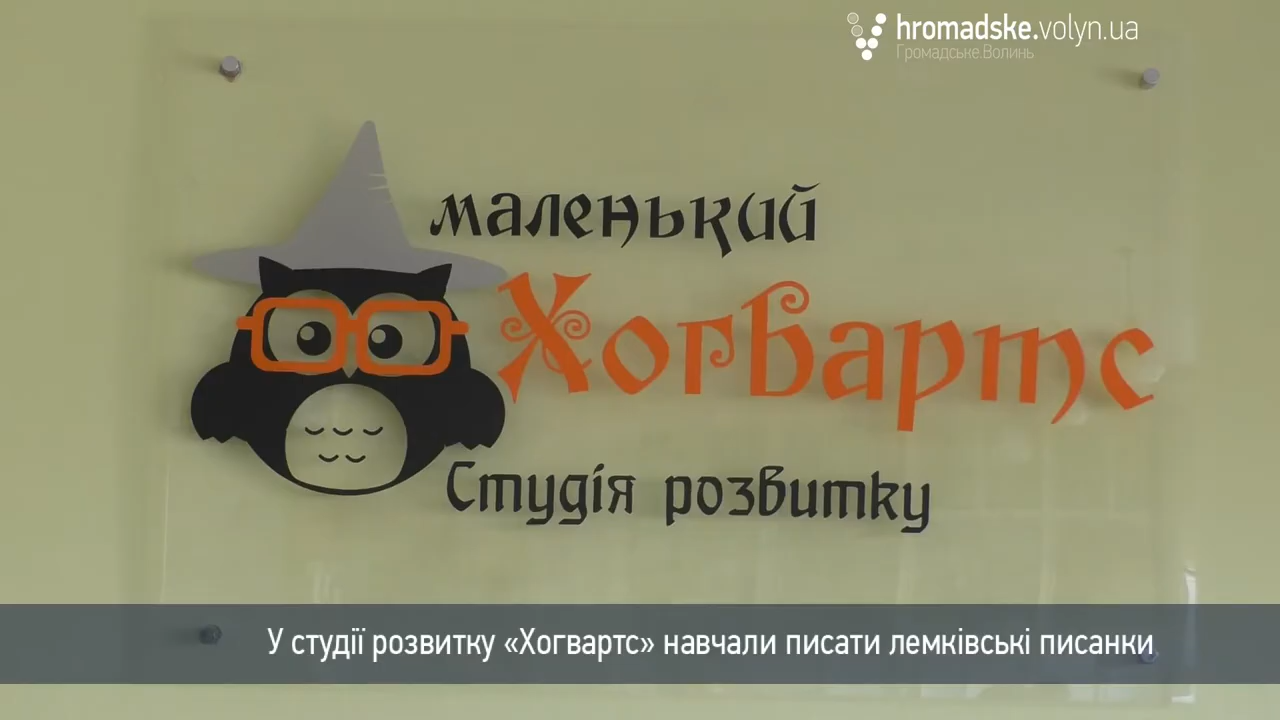 hromadske.volyn.ua
Громадське.Волинь
маленький
Хогвартс
Студія розвитку
У студії розвитку «Хогвартс» навчали писати лемківські писанки